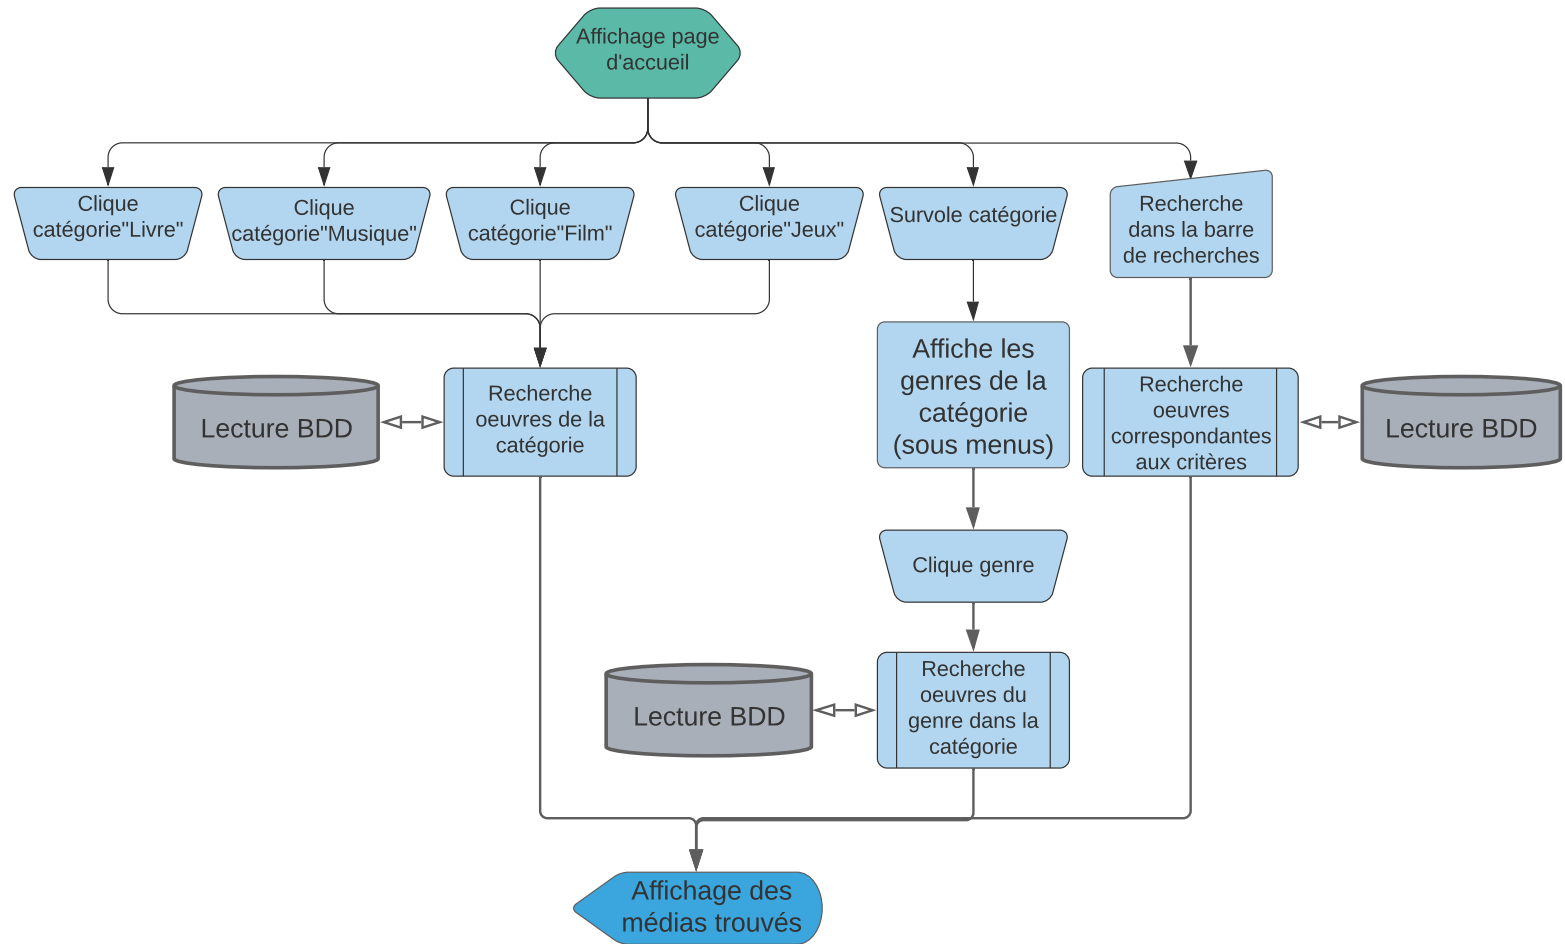 Affichage page
d'accueil
Clique
catégorie"Livre"
Clique
catégorie"Musique"
Clique
catégorie"Film"
Clique
catégorie"Jeux"
Survole catégorie
Recherche
dans la barre
de recherches
Lecture BDD
Recherche
oeuvres de la
catégorie
Affiche les
genres de la
catégorie
(sous menus)
Recherche
oeuvres
correspondantes
aux critères
Lecture BDD
Clique genre
Lecture BDD
Recherche
oeuvres du
genre dans la
catégorie
Affichage des
médias trouvés